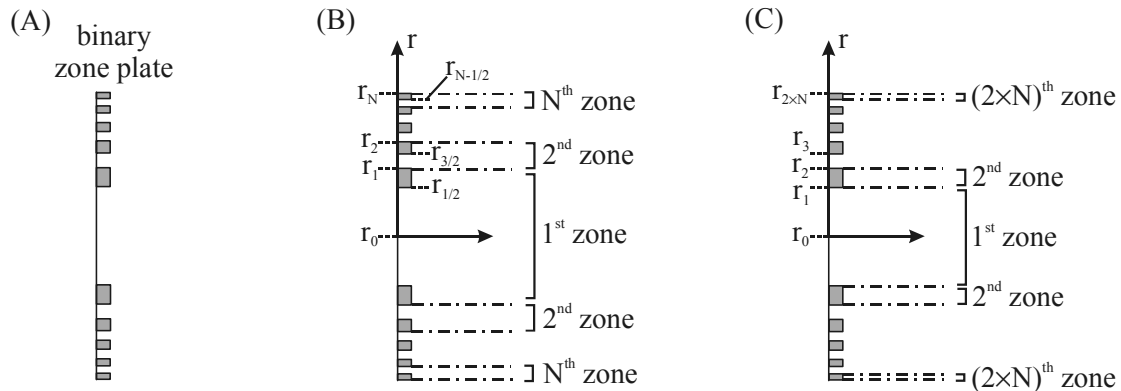 (A)
binary
zone plate
(B)
r
r_{N-1/2}
r_N
N^{th} zone
r_2
r_{3/2}
2^{nd} zone
r_1
r_{1/2}
r_0
1^{st} zone
2^{nd} zone
N^{th} zone
(C)
r
r_{2×N}
(2×N)^{th} zone
r_3
r_2
2^{nd} zone
r_1
r_0
1^{st} zone
2^{nd} zone
(2×N)^{th} zone